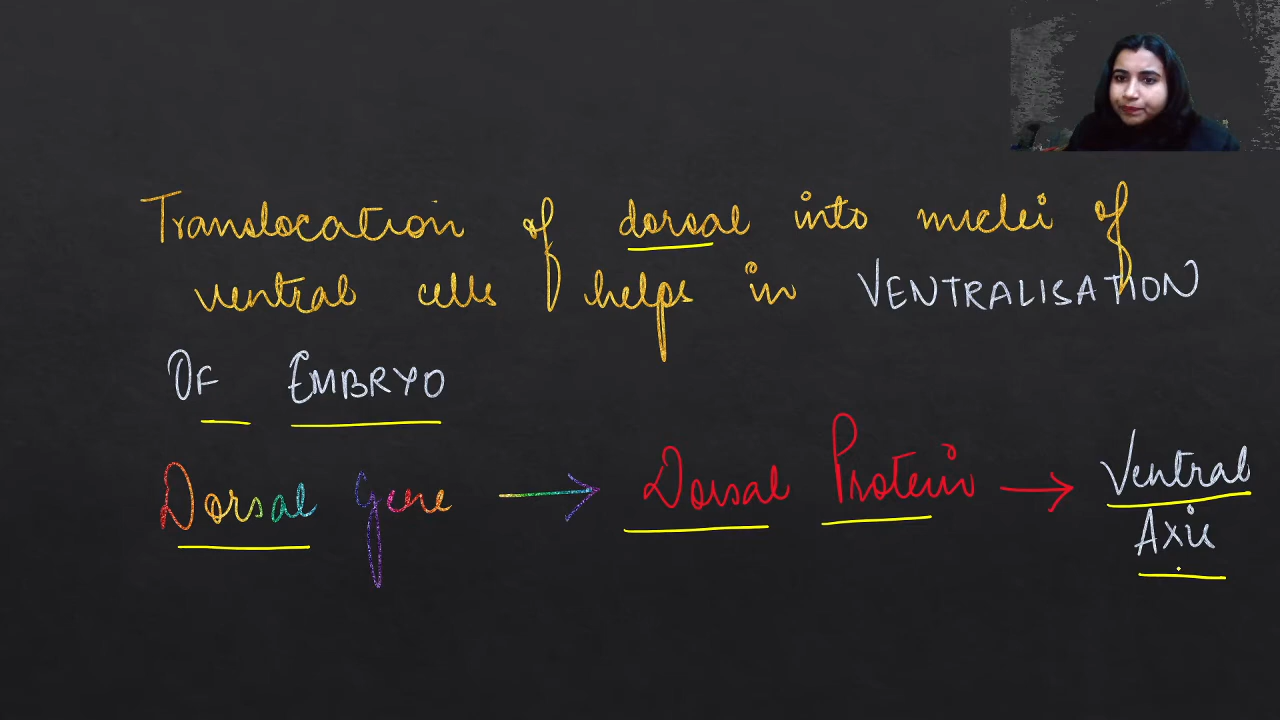 Translocation of dorsal into nuclei of
ventral cells helps in VENTRALISATION
OF EMBRYO
Dorsal Gene → Dorsal Protein → Ventral
Axis